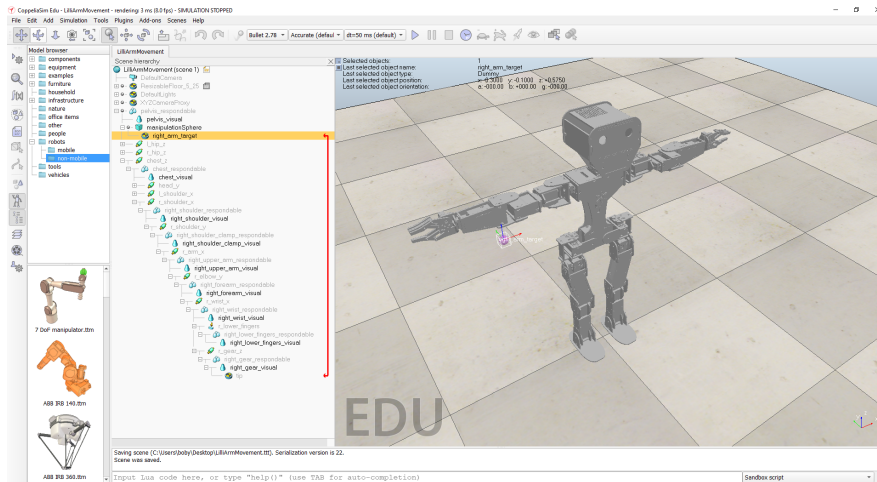 CoppeliaSim Edu - LilliArmMovement - rendering: 3 ms (8.0 fps) - SIMULATION STOPPED
File Edit Add Simulation Tools Plugins Add-ons Scenes Help
Bullet 2.78 Accurate (defaul dt=50 ms (default)
Model browser
components
equipment
examples
furniture
household
infrastructure
nature
office items
other
people
robots
mobile
non-mobile
tools
vehicles
7 DoF manipulator.ttm
ABB IRB 140.ttm
ABB IRB 360.ttm
LilliArmMovement
Scene hierarchy
LilliArmMovement (scene 1)
DefaultCamera
ResizableFloor_5_25
DefaultLights
XYZCameraProxy
pelvis_respondable
pelvis_visual
manipulationSphere
right_arm_target
l_hip_z
r_hip_z
chest_z
chest_respondable
chest_visual
head_y
l_shoulder_x
r_shoulder_x
right_shoulder_respondable
right_shoulder_visual
r_shoulder_y
right_shoulder_clamp_respondable
right_shoulder_clamp_visual
r_arm_x
right_upper_arm_respondable
right_upper_arm_visual
r_elbow_y
right_forearm_respondable
right_forearm_visual
r_wrist_x
right_wrist_respondable
right_wrist_visual
r_lower_fingers
right_lower_fingers_respondable
right_lower_fingers_visual
r_gear_z
right_gear_respondable
right_gear_visual
tip
Selected objects: 1
Last selected object name: right_arm_target
Last selected object type: Dummy
Last selected object position: x: -0.3000 y: -0.1000 z: +0.5750
Last selected object orientation: a: -000.00 b: +000.00 g: -000.00
right_arm_target
EDU
Saving scene (C:\Users\boby\Desktop\LilliArmMovement.ttt). Serialization version is 22.
Scene was saved.
Input Lua code here, or type "help()" (use TAB for auto-completion)
Sandbox script